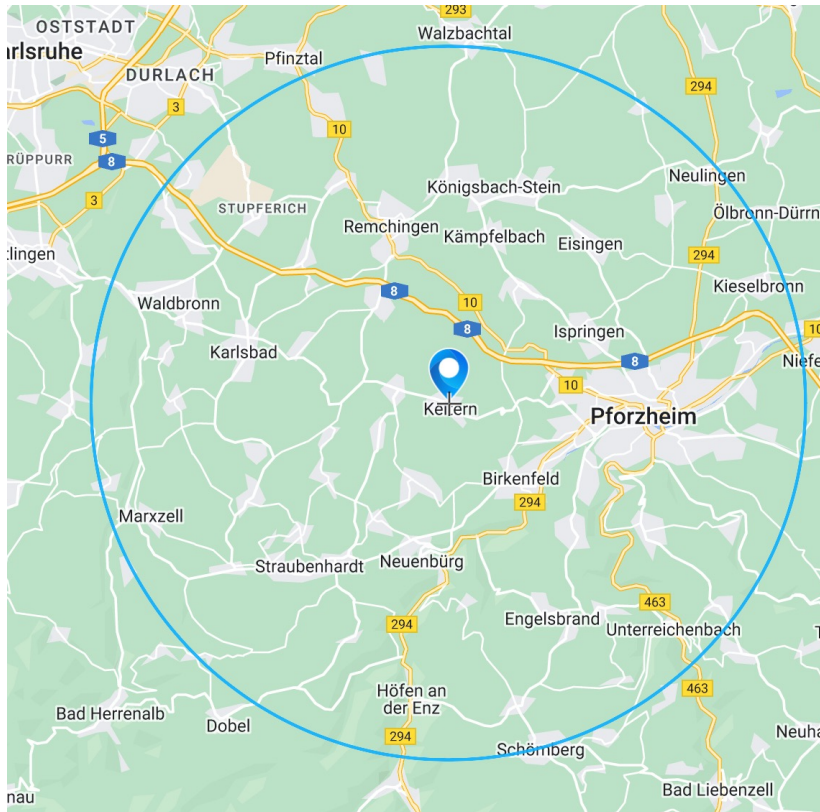 OSTSTADT
293
Walzbachtal
arlsruhe
Pfinztal
DURLACH
294
3
10
5
8
RÜPPURR
Neulingen
Königsbach-Stein
3
STUPFERICH
Ölbronn-Dürrn
Remchingen
Kämpfelbach
Eisingen
tlingen
294
Kieselbronn
8
Waldbronn
10
8
Ispringen
10
Karlsbad
8
Niefe
10
Keltern
Pforzheim
Birkenfeld
294
Marxzell
Straubenhardt
Neuenbürg
463
Engelsbrand
294
Unterreichenbach
463
Höfen an
der Enz
Bad Herrenalb
Dobel
294
Neuha
Schömberg
Bad Liebenzell
nau